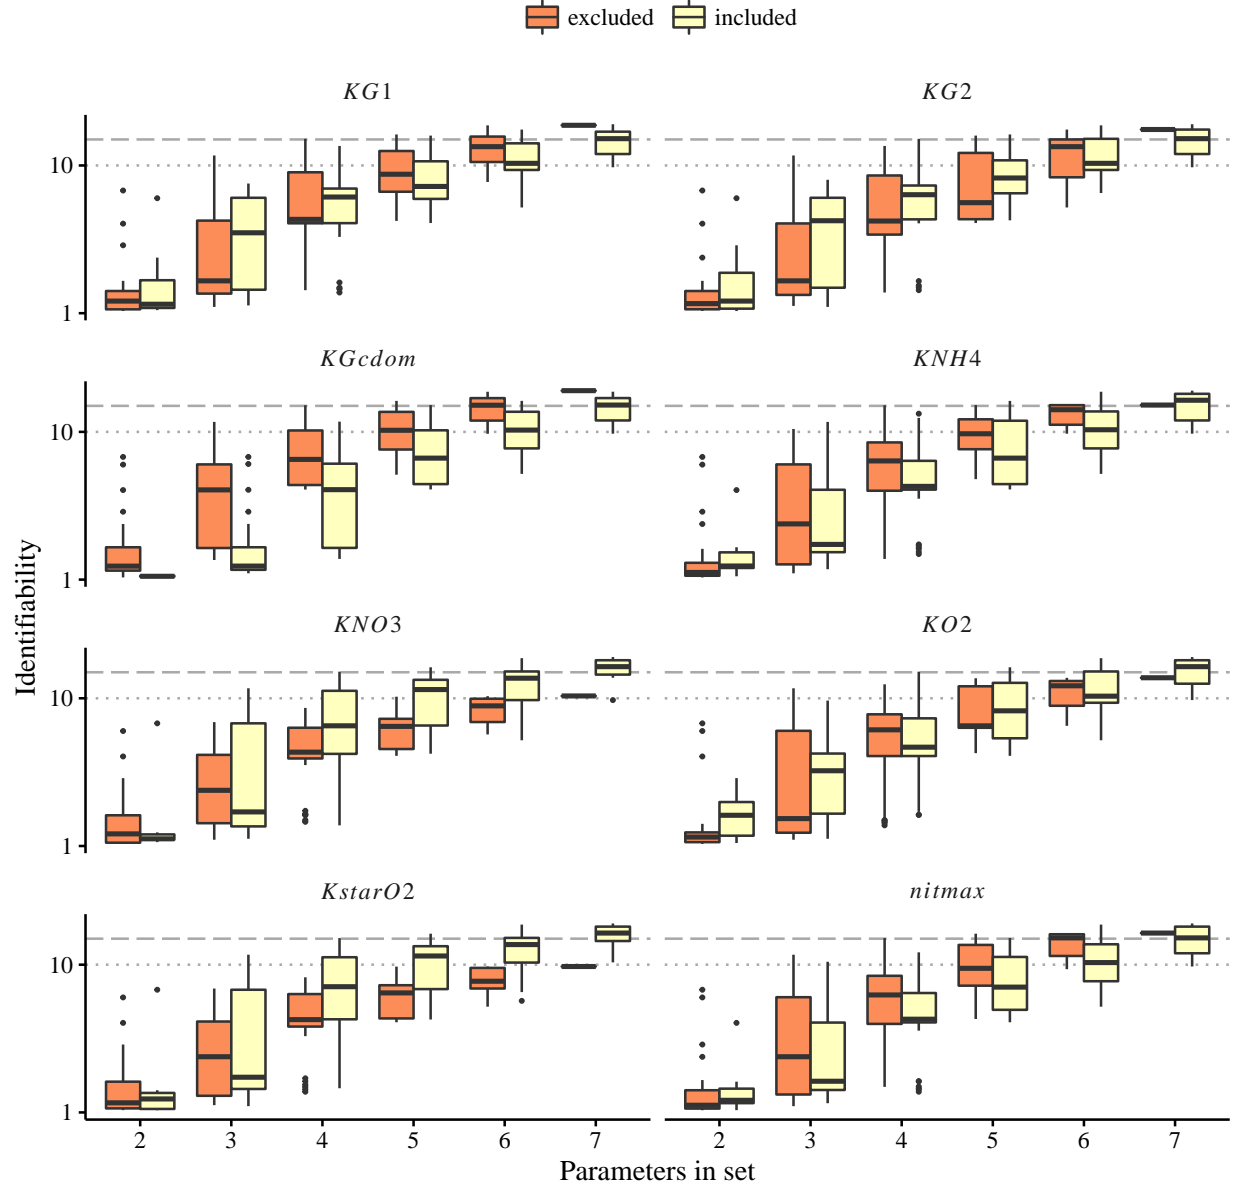 excluded included
KG1 KG2
10
1
KGcdom KNH4
10
1
KNO3 KO2
10
1
KstarO2 nitmax
10
1
2 3 4 5 6 7 2 3 4 5 6 7
Parameters in set
Identifiability